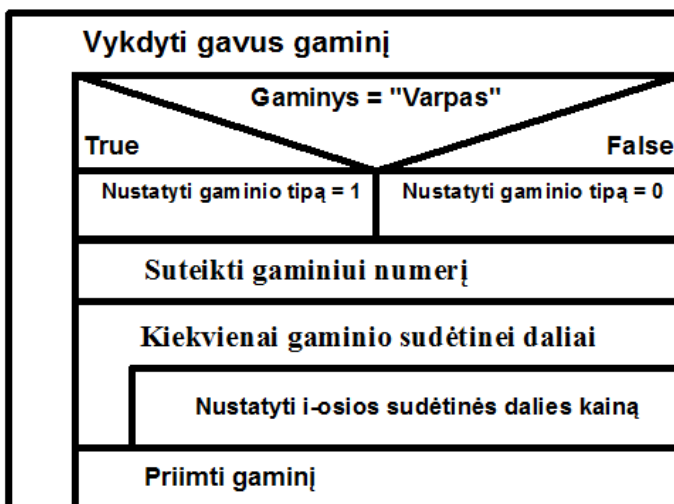 Vykdyti gavus gaminį
Gaminys = "Varpas"
True
False
Nustatyti gaminio tipą = 1
Nustatyti gaminio tipą = 0
Suteikti gaminiui numerį
Kiekvienai gaminio sudėtinei daliai
Nustatyti i-osios sudėtinės dalies kainą
Priimti gaminį